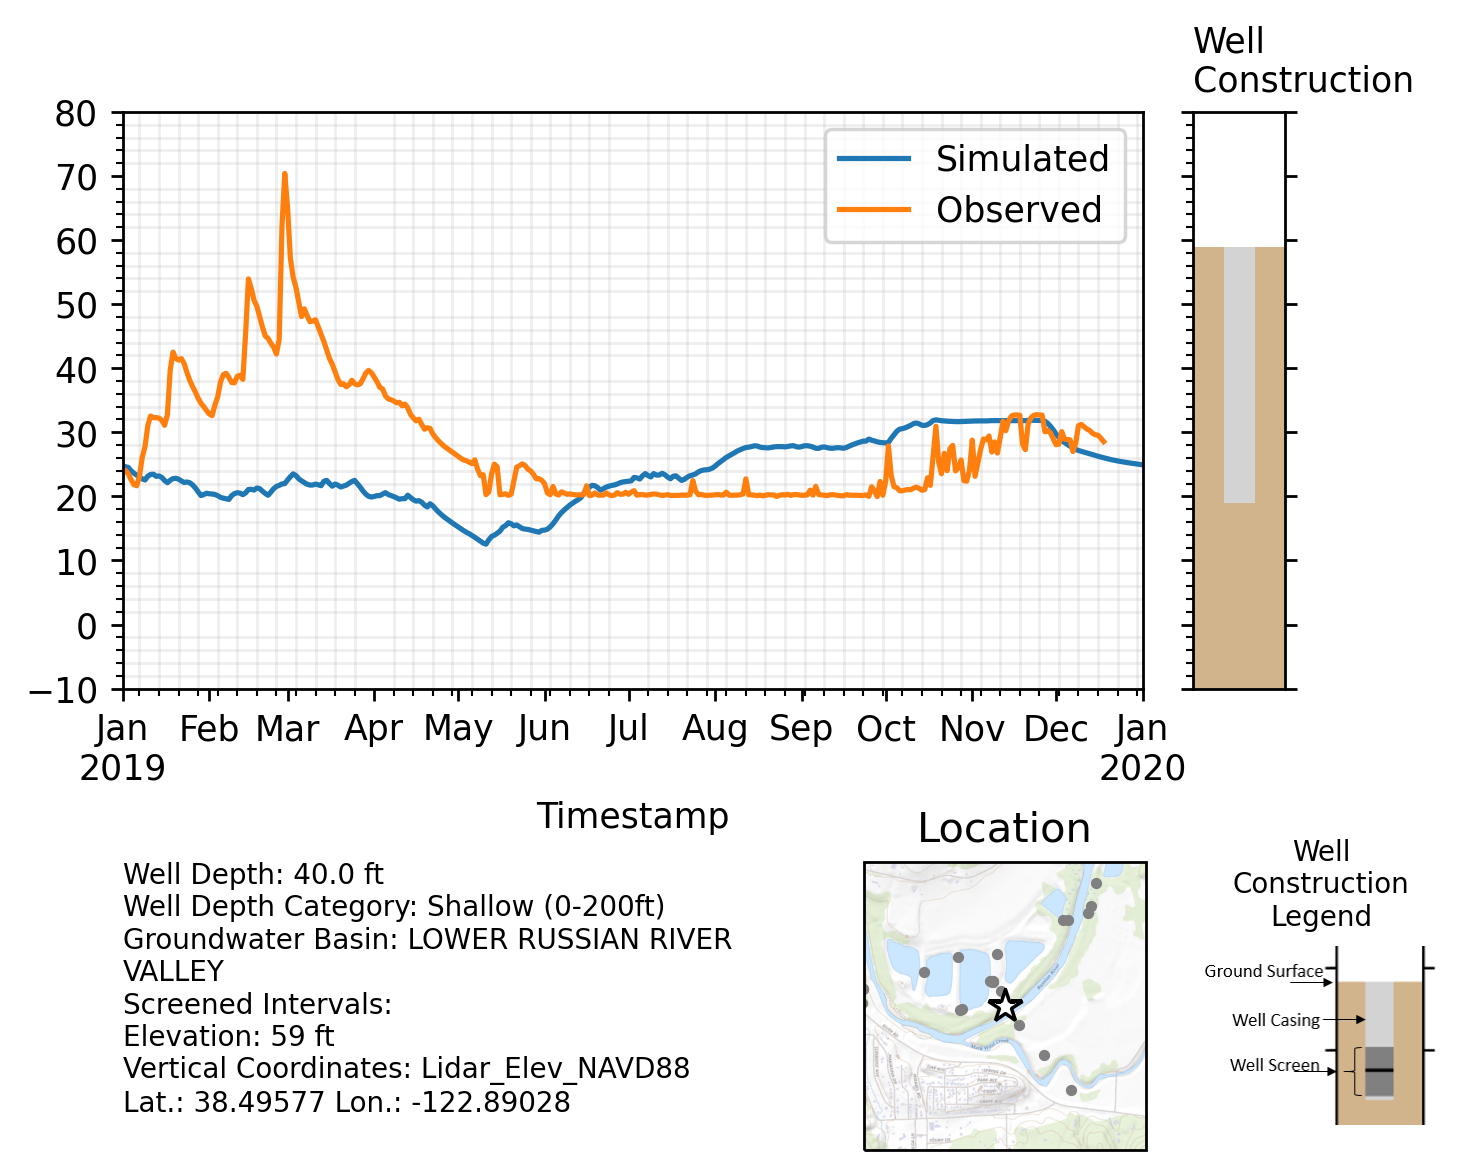 Well
Construction
80
70
60
50
40
30
20
10
0
−10
Simulated
Observed
Jan Feb Mar Apr May Jun Jul Aug Sep Oct Nov Dec Jan
2019 2020
Timestamp
Well Depth: 40.0 ft
Well Depth Category: Shallow (0-200ft)
Groundwater Basin: LOWER RUSSIAN RIVER
VALLEY
Screened Intervals:
Elevation: 59 ft
Vertical Coordinates: Lidar_Elev_NAVD88
Lat.: 38.49577 Lon.: -122.89028
Location
Well
Construction
Legend
Ground Surface
Well Casing
Well Screen